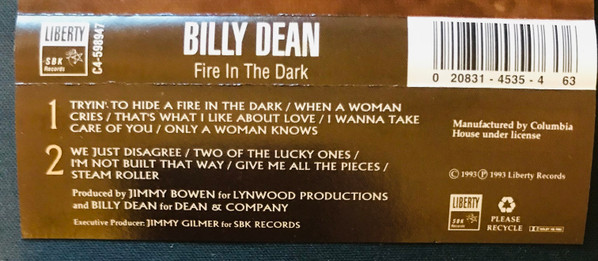 LIBERTY
SBK
Records
C4-598947
BILLY DEAN
Fire In The Dark
0 20831 - 4535 - 4 63
1
TRYIN' TO HIDE A FIRE IN THE DARK / WHEN A WOMAN
CRIES / THAT'S WHAT I LIKE ABOUT LOVE / I WANNA TAKE
CARE OF YOU / ONLY A WOMAN KNOWS
2
WE JUST DISAGREE / TWO OF THE LUCKY ONES /
I'M NOT BUILT THAT WAY / GIVE ME ALL THE PIECES /
STEAM ROLLER
Produced by JIMMY BOWEN for LYNWOOD PRODUCTIONS
and BILLY DEAN for DEAN & COMPANY
Executive Producer: JIMMY GILMER for SBK RECORDS
Manufactured by Columbia
House under license
© 1993 ℗ 1993 Liberty Records
LIBERTY
SBK
PLEASE
RECYCLE